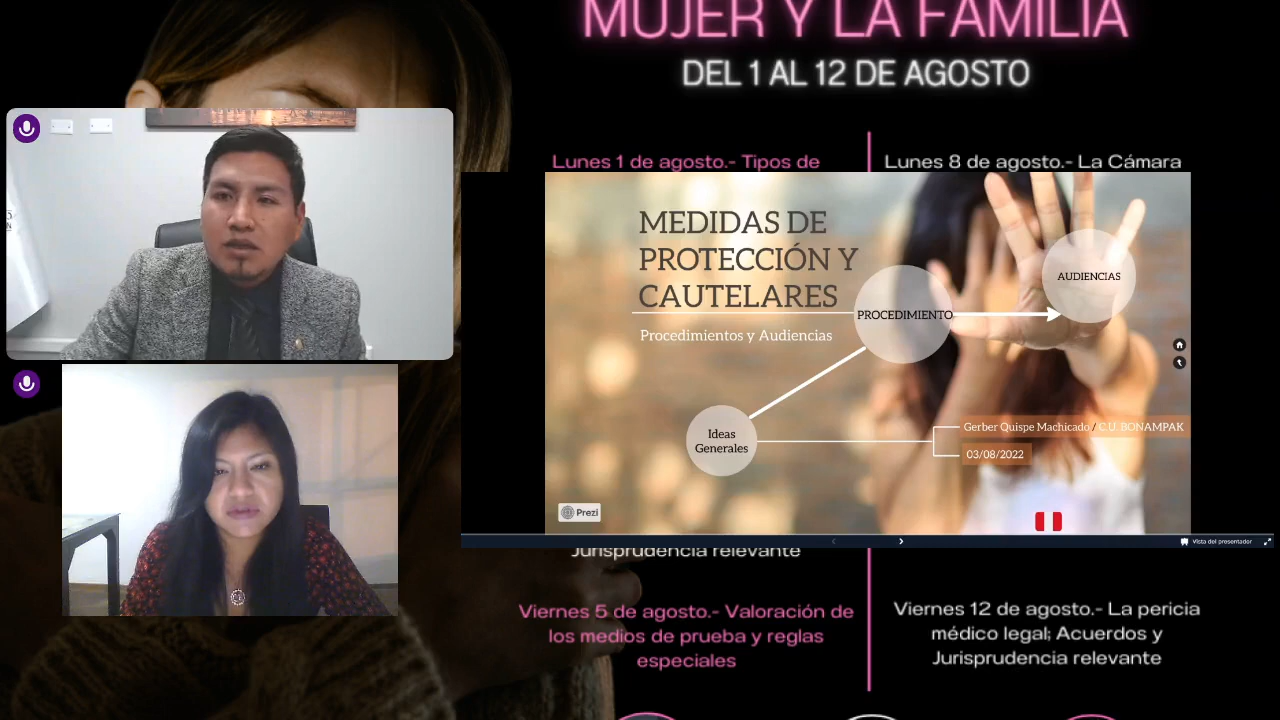 MUJER Y LA FAMILIA
DEL 1 AL 12 DE AGOSTO
Lunes 1 de agosto.- Tipos de
Lunes 8 de agosto.- La Cámara
MEDIDAS DE
PROTECCIÓN Y
CAUTELARES
Procedimientos y Audiencias
PROCEDIMIENTO
AUDIENCIAS
Ideas
Generales
Gerber Quispe Machicado / C.U. BONAMPAK
03/08/2022
Prezi
Vista del presentador
Jurisprudencia relevante
Viernes 5 de agosto.- Valoración de
los medios de prueba y reglas
especiales
Viernes 12 de agosto.- La pericia
médico legal; Acuerdos y
Jurisprudencia relevante